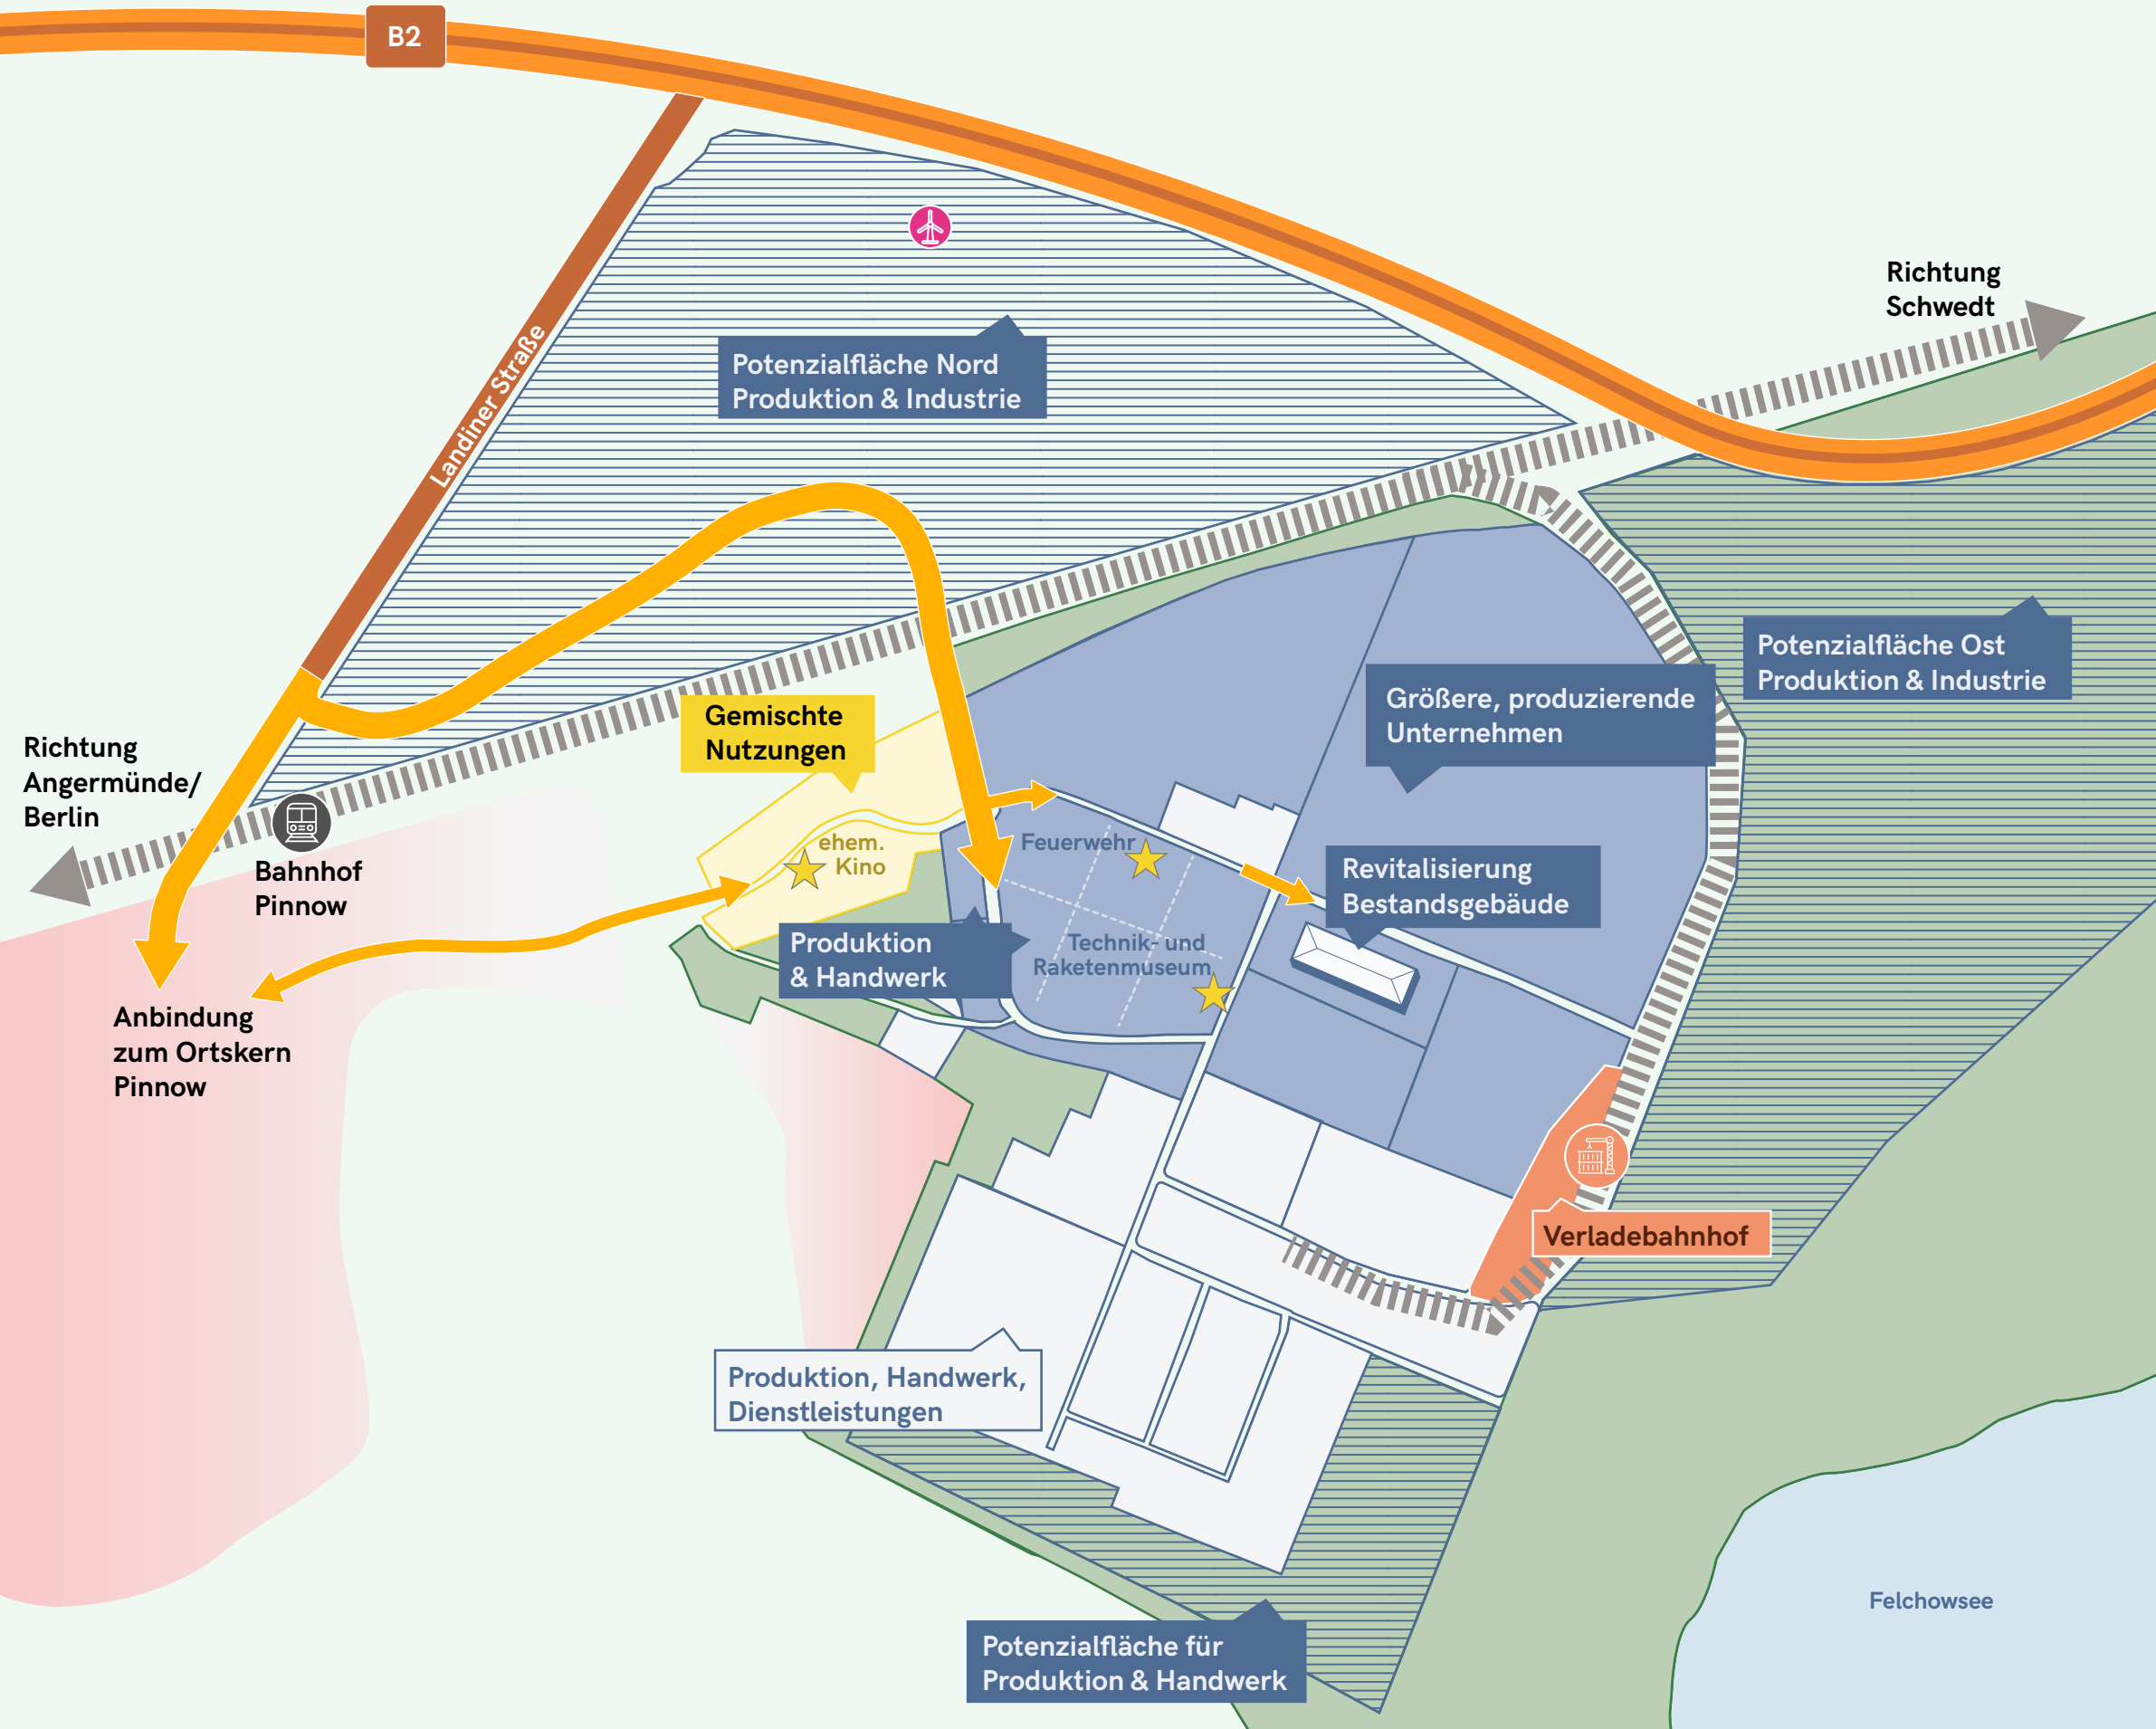 B2
Landiner Straße
Richtung
Schwedt
Potenzialfläche Nord
Produktion & Industrie
Potenzialfläche Ost
Produktion & Industrie
Größere, produzierende
Unternehmen
Gemischte
Nutzungen
Richtung
Angermünde/
Berlin
Bahnhof
Pinnow
ehem.
Kino
Feuerwehr
Revitalisierung
Bestandsgebäude
Produktion
& Handwerk
Technik- und
Raketenmuseum
Anbindung
zum Ortskern
Pinnow
Verladebahnhof
Produktion, Handwerk,
Dienstleistungen
Felchowsee
Potenzialfläche für
Produktion & Handwerk